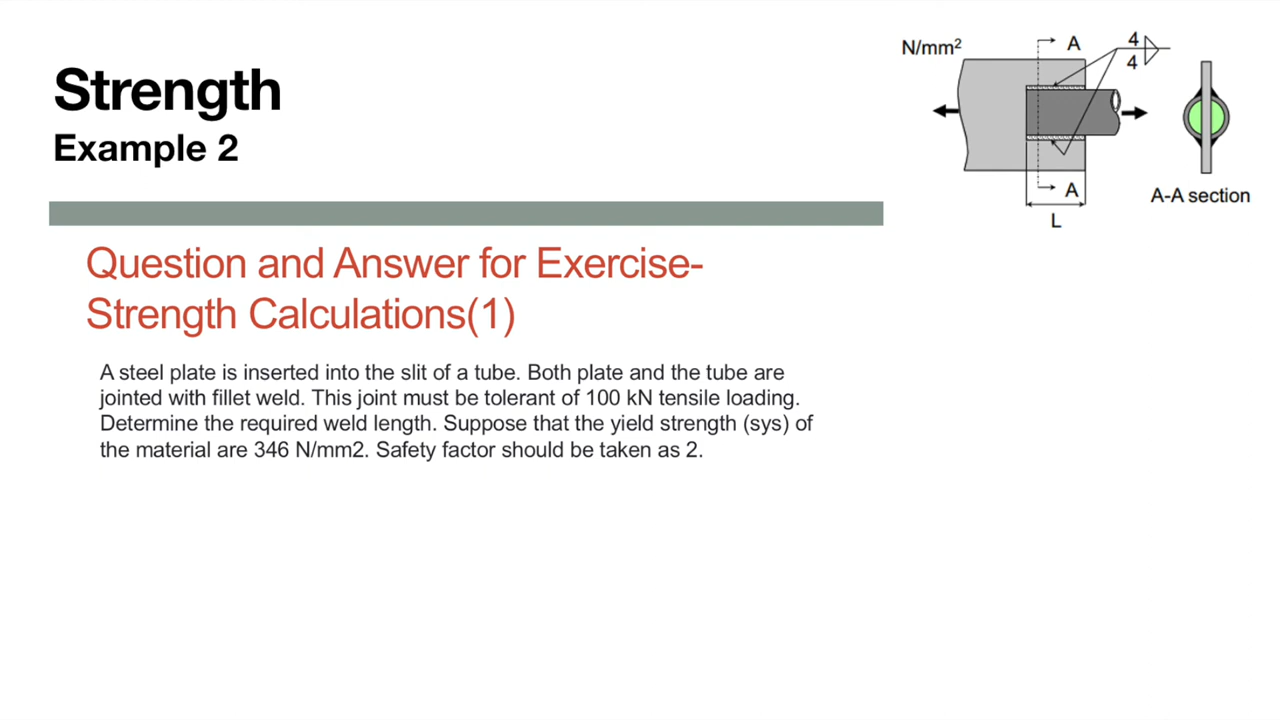 Strength
Example 2
N/mm²
A
4
4
A
L
A-A section
Question and Answer for Exercise-
Strength Calculations(1)
A steel plate is inserted into the slit of a tube. Both plate and the tube are
jointed with fillet weld. This joint must be tolerant of 100 kN tensile loading.
Determine the required weld length. Suppose that the yield strength (sys) of
the material are 346 N/mm2. Safety factor should be taken as 2.